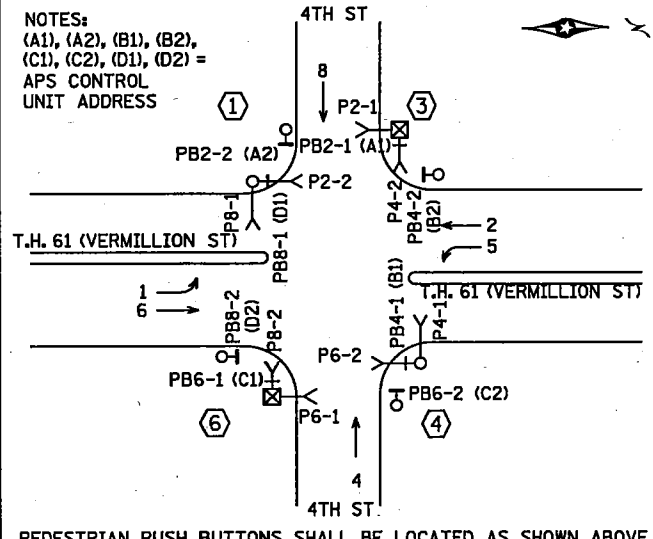 NOTES:
(A1), (A2), (B1), (B2),
(C1), (C2), (D1), (D2) =
APS CONTROL
UNIT ADDRESS
4TH ST
8
1
3
P2-1
PB2-2 (A2)
PB2-1 (A1)
P2-2
P8-1
PB8-1 (D1)
P4-2
PB4-2
(B2)
2
5
T.H. 61 (VERMILLION ST)
T.H. 61 (VERMILLION ST)
1
6
PB8-2
(D2)
P8-2
PB4-1 (B1)
P4-1
P6-2
PB6-1 (C1)
P6-1
PB6-2 (C2)
6
4
4
4TH ST.
PEDESTRIAN PUSH BUTTONS SHALL BE LOCATED AS SHOWN ABOVE